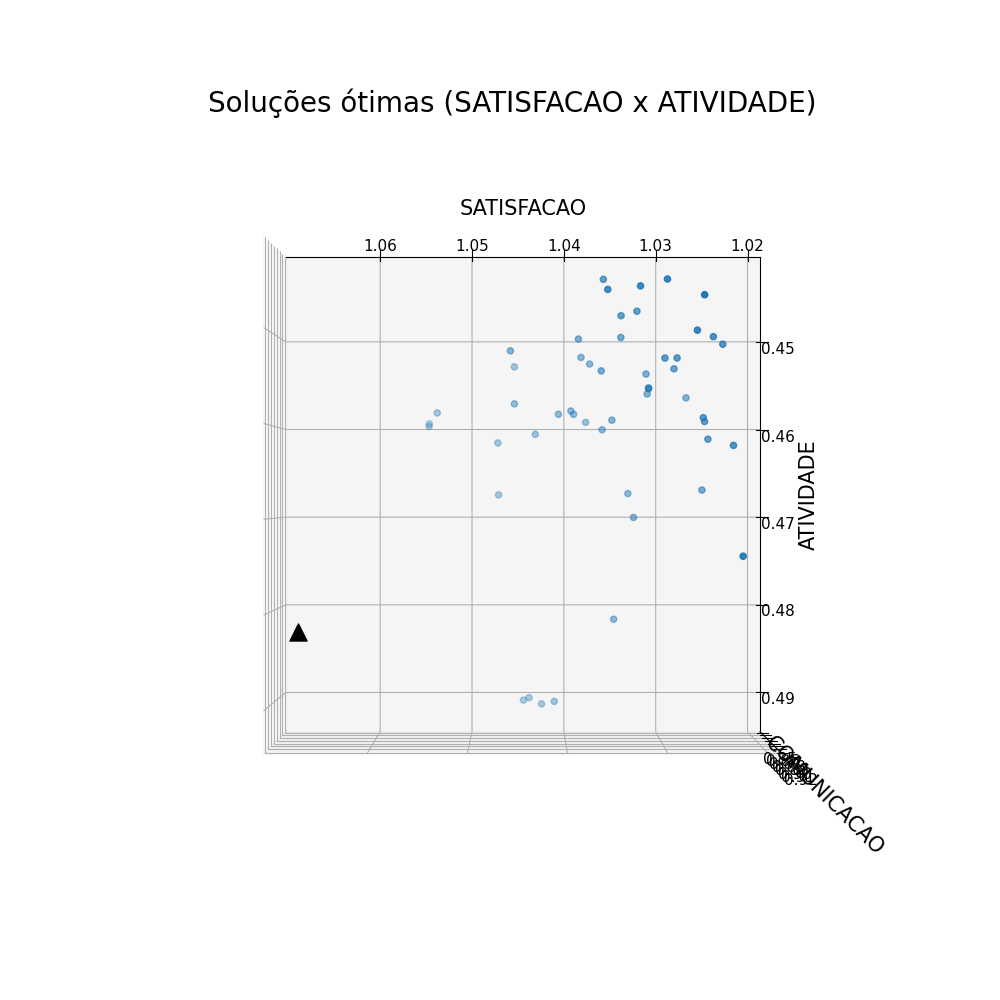 Soluções ótimas (SATISFACAO x ATIVIDADE)
SATISFACAO
1.06 1.05 1.04 1.03 1.02
0.45
0.46
ATIVIDADE
0.47
0.48
0.49
COMUNICACAO